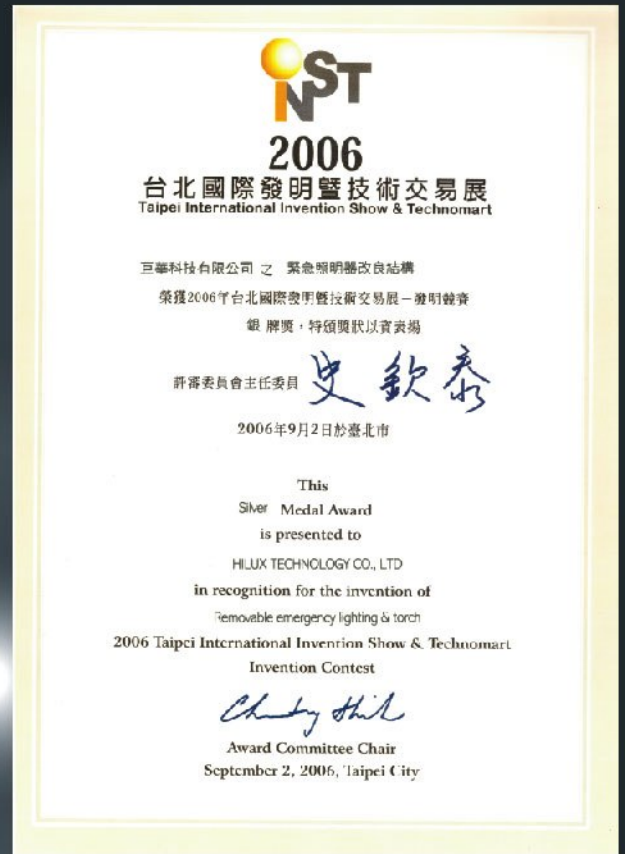 iNST
2006
台北國際發明暨技術交易展
Taipei International Invention Show & Technomart
巨華科技有限公司 之 緊急照明器改良結構
榮獲2006年台北國際發明暨技術交易展－發明競賽
銀 牌獎，特頒獎狀以資表揚
評審委員會主任委員 史欽泰
2006年9月2日於臺北市
This
Silver Medal Award
is presented to
HILUX TECHNOLOGY CO., LTD
in recognition for the invention of
Removable emergency lighting & torch
2006 Taipei International Invention Show & Technomart
Invention Contest
Award Committee Chair
September 2, 2006, Taipei City